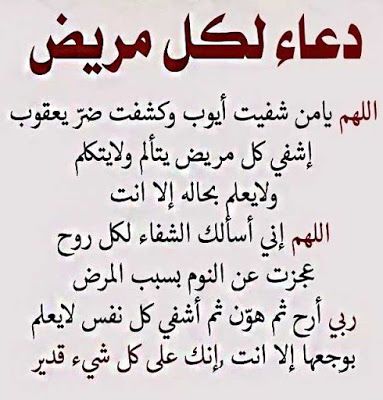 دعاء لكل مريض
اللهم يامن شفيت أيوب وكشفت ضرّ يعقوب
إشفي كل مريض يتألم ولايتكلم
ولايعلم بحاله إلا انت
اللهم إني أسألك الشفاء لكل روح
عجزت عن النوم بسبب المرض
ربي أرح ثم هوّن ثم أشفي كل نفس لايعلم
بوجعها إلا انت ,إنك على كل شيء قدير